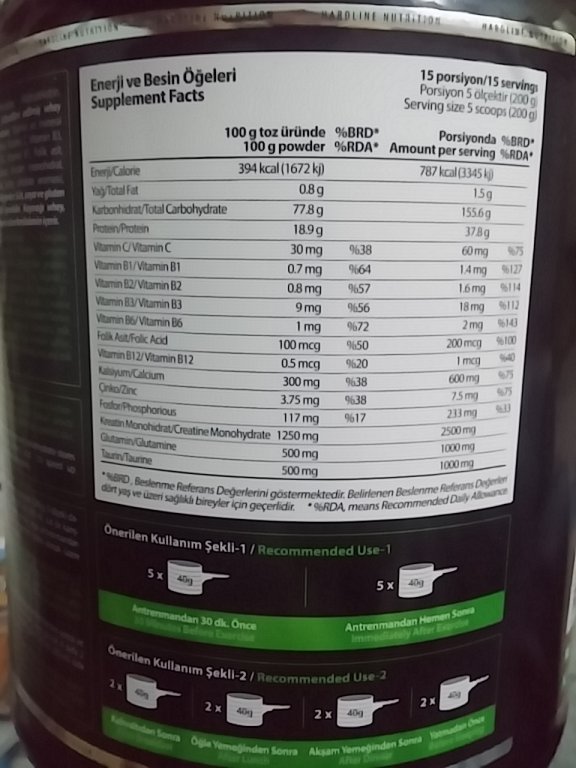 HARDLINE NUTRITION
Enerji ve Besin Öğeleri
Supplement Facts
15 porsiyon/15 servings
Porsiyon 5 ölçektir (200 g)
Serving size 5 scoops (200 g)
100 g toz üründe %BRD* Porsiyonda %BRD*
100 g powder %RDA* Amount per serving %RDA*
Enerji/Calorie 394 kcal (1672 kj) 787 kcal (3345 kj)
Yağ/Total Fat 0.8 g 1.5 g
Karbonhidrat/Total Carbohydrate 77.8 g 155.6 g
Protein/Protein 18.9 g 37.8 g
Vitamin C/Vitamin C 30 mg %38 60 mg %75
Vitamin B1/Vitamin B1 0.7 mg %64 1.4 mg %127
Vitamin B2/Vitamin B2 0.8 mg %57 1.6 mg %114
Vitamin B3/Vitamin B3 9 mg %56 18 mg %112
Vitamin B6/Vitamin B6 1 mg %72 2 mg %143
Folik Asit/Folic Acid 100 mcg %50 200 mcg %100
Vitamin B12/Vitamin B12 0.5 mcg %20 1 mcg %40
Kalsiyum/Calcium 300 mg %38 600 mg %75
Çinko/Zinc 3.75 mg %38 7.5 mg %75
Fosfor/Phosphorious 117 mg %17 233 mg %33
Kreatin Monohidrat/Creatine Monohydrate 1250 mg 2500 mg
Glutamin/Glutamine 500 mg 1000 mg
Taurin/Taurine 500 mg 1000 mg
*%BRD, Beslenme Referans Değerlerini göstermektedir. Belirlenen Beslenme Referans Değerleri
dört yaş ve üzeri sağlıklı bireyler için geçerlidir. *%RDA, means Recommended Daily Allowance
Önerilen Kullanım Şekli-1 / Recommended Use-1
5 x 40g 5 x 40g
Antrenmandan 30 dk. Önce Antrenmandan Hemen Sonra
30 Minutes Before Exercise Immediately After Exercise
Önerilen Kullanım Şekli-2 / Recommended Use-2
2 x 40g 2 x 40g 2 x 40g 2 x 40g
Kahvaltıdan Sonra Öğle Yemeğinden Sonra Akşam Yemeğinden Sonra Yatmadan Önce
After Lunch After Dinner